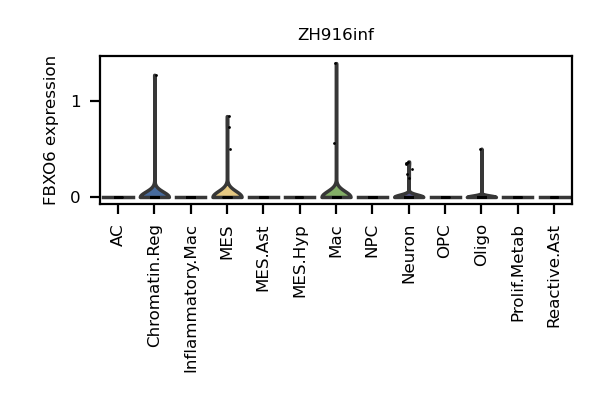 ZH916inf
FBXO6 expression
1
0
AC
Chromatin.Reg
Inflammatory.Mac
MES
MES.Ast
MES.Hyp
Mac
NPC
Neuron
OPC
Oligo
Prolif.Metab
Reactive.Ast